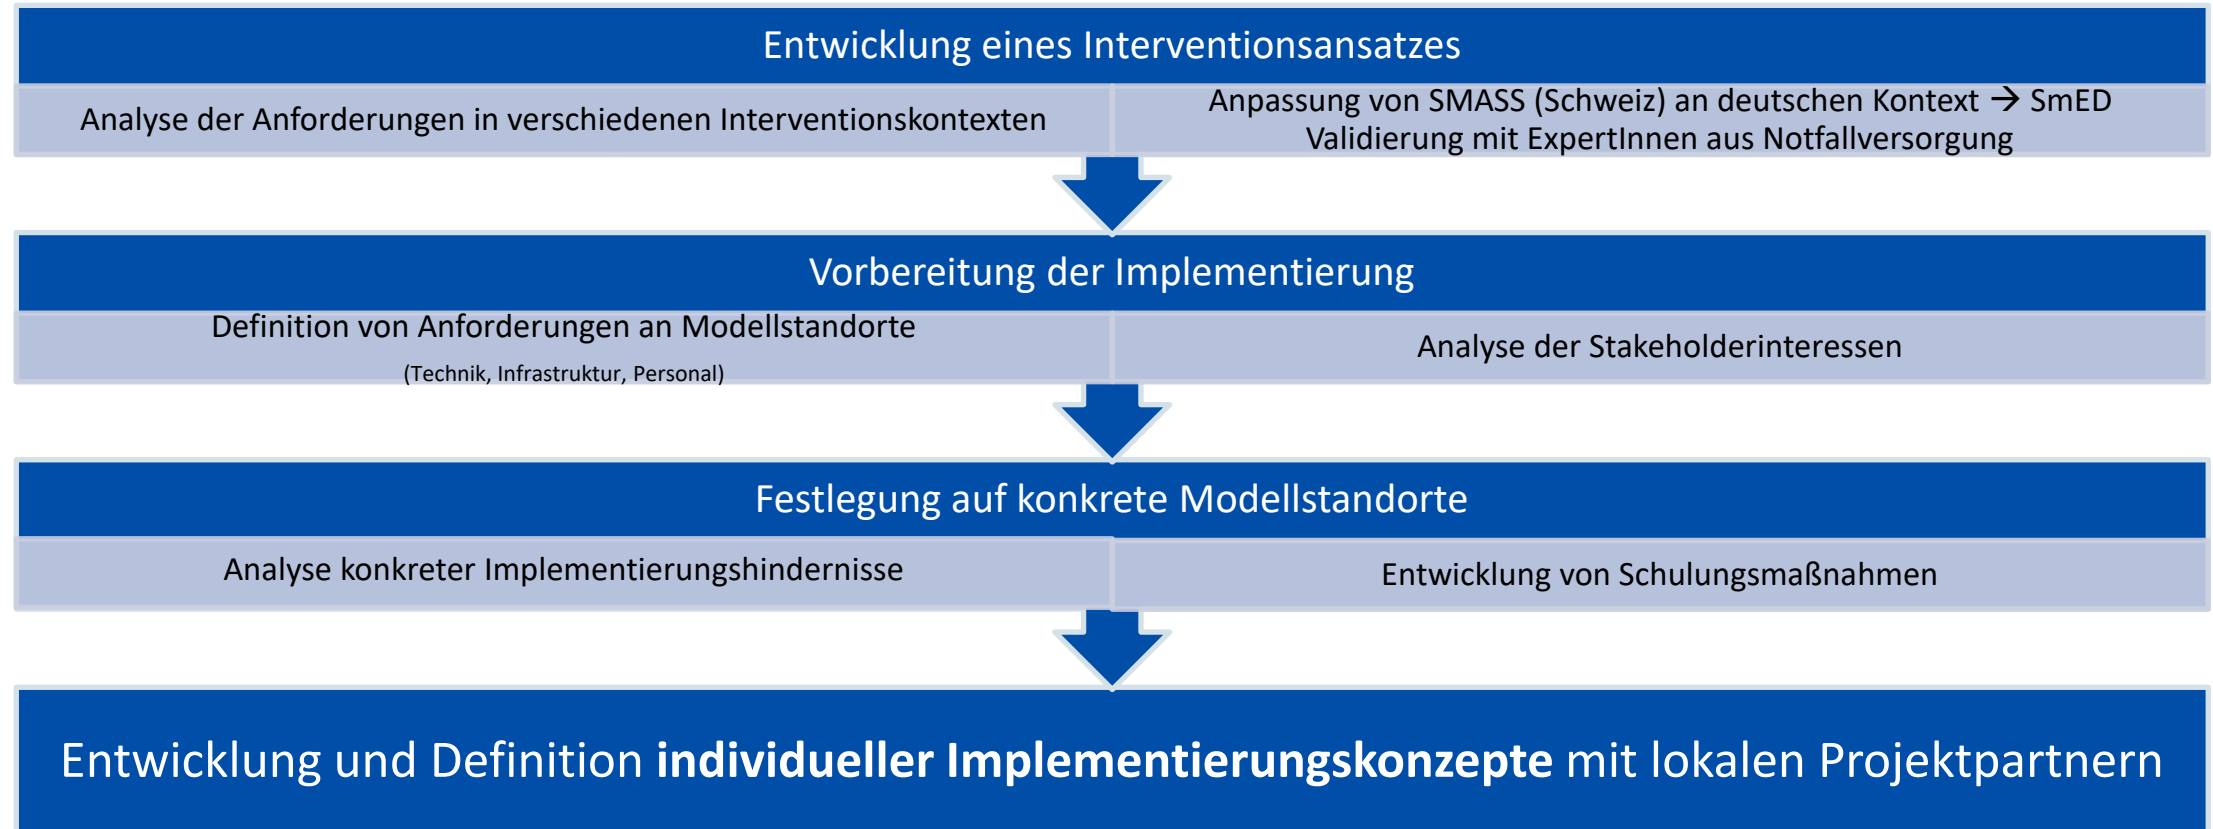 Entwicklung eines Interventionsansatzes
Analyse der Anforderungen in verschiedenen Interventionskontexten
Anpassung von SMASS (Schweiz) an deutschen Kontext → SmED
Validierung mit ExpertInnen aus Notfallversorgung
Vorbereitung der Implementierung
Definition von Anforderungen an Modellstandorte
(Technik, Infrastruktur, Personal)
Analyse der Stakeholderinteressen
Festlegung auf konkrete Modellstandorte
Analyse konkreter Implementierungshindernisse
Entwicklung von Schulungsmaßnahmen
Entwicklung und Definition individueller Implementierungskonzepte mit lokalen Projektpartnern